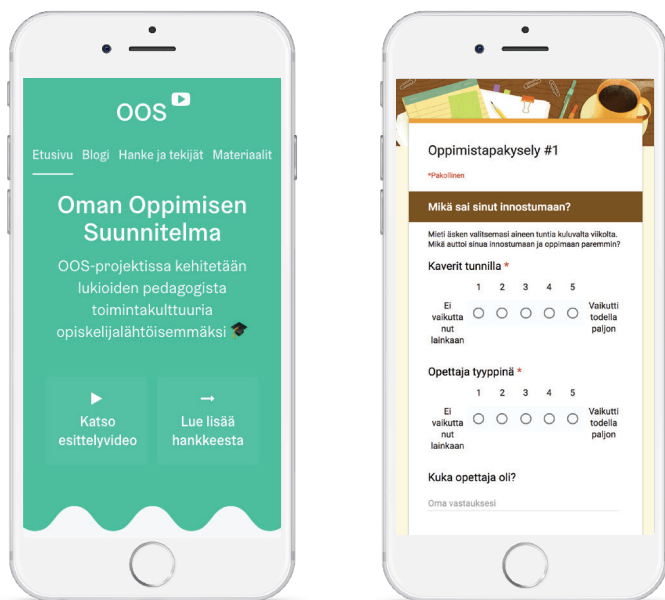 OOS
Etusivu Blogi Hanke ja tekijät Materiaalit
Oman Oppimisen
Suunnitelma
OOS-projektissa kehitetään
lukioiden pedagogista
toimintakulttuuria
opiskelijalähtöisemmäksi
Katso
esittelyvideo
Lue lisää
hankkeesta
Oppimistapakysely #1
*Pakollinen
Mikä sai sinut innostumaan?
Mieti äsken valitsemasi aineen tuntia kuluvalta viikolta.
Mikä auttoi sinua innostumaan ja oppimaan paremmin?
Kaverit tunnilla *
1 2 3 4 5
Ei
vaikutta
nut
lainkaan
Vaikutti
todella
paljon
Opettaja tyyppinä *
1 2 3 4 5
Ei
vaikutta
nut
lainkaan
Vaikutti
todella
paljon
Kuka opettaja oli?
Oma vastauksesi